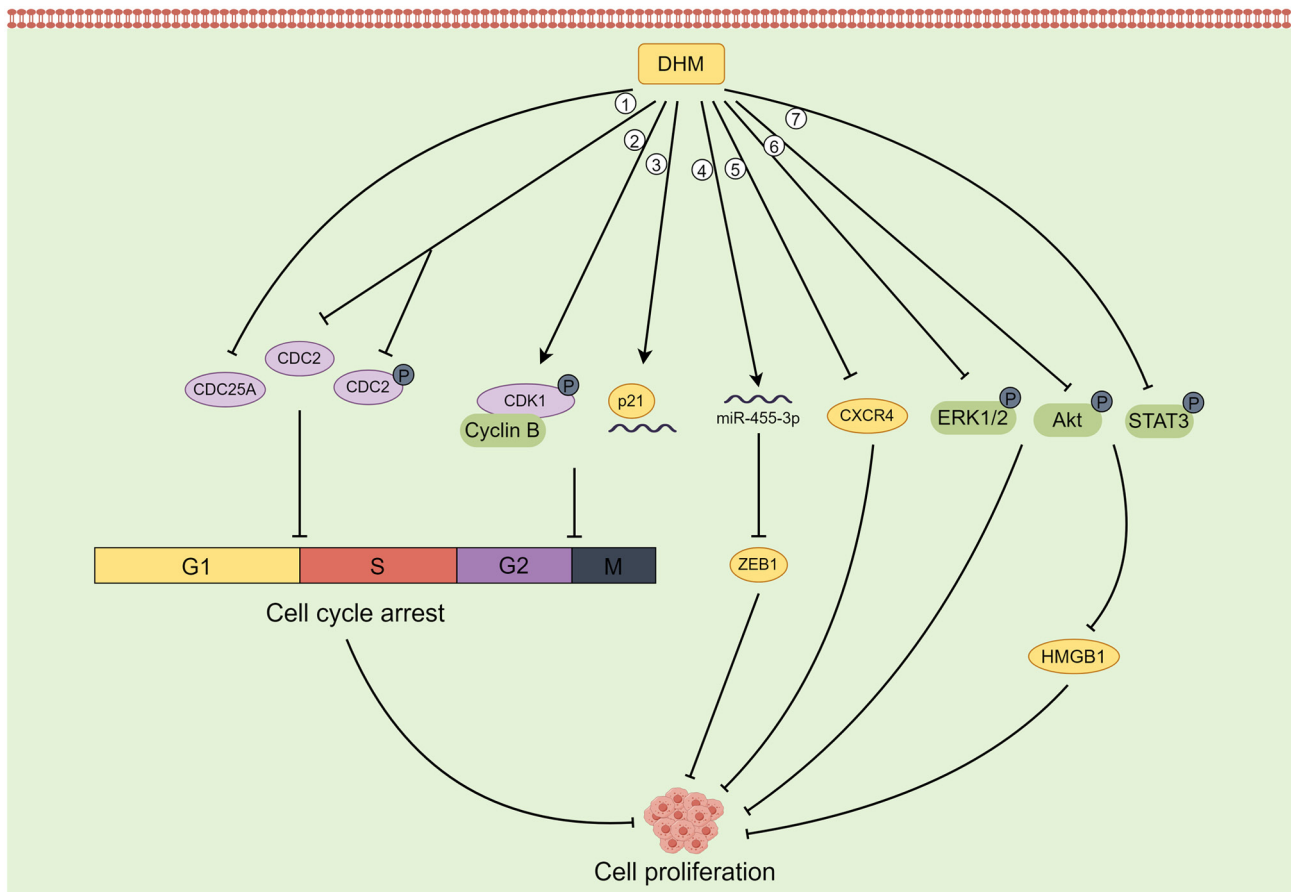 DHM
1
2
3
4
5
6
7
CDC25A
CDC2
CDC2
P
CDK1
P
Cyclin B
p21
miR-455-3p
CXCR4
ERK1/2
P
Akt
P
STAT3
P
G1
S
G2
M
ZEB1
Cell cycle arrest
HMGB1
Cell proliferation